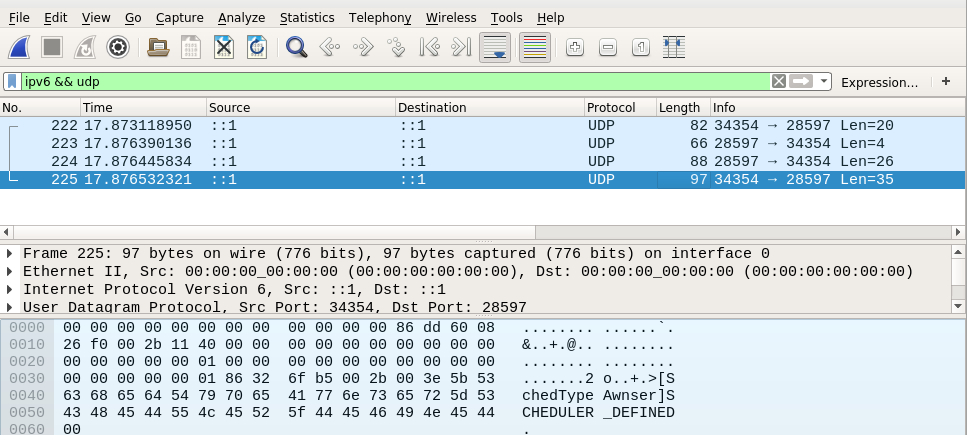 File Edit View Go Capture Analyze Statistics Telephony Wireless Tools Help
ipv6 && udp Expression… +
No. Time Source Destination Protocol Length Info
222 17.873118950 ::1 ::1 UDP 82 34354 → 28597 Len=20
223 17.876390136 ::1 ::1 UDP 66 28597 → 34354 Len=4
224 17.876445834 ::1 ::1 UDP 88 28597 → 34354 Len=26
225 17.876532321 ::1 ::1 UDP 97 34354 → 28597 Len=35
Frame 225: 97 bytes on wire (776 bits), 97 bytes captured (776 bits) on interface 0
Ethernet II, Src: 00:00:00_00:00:00 (00:00:00:00:00:00), Dst: 00:00:00_00:00:00 (00:00:00:00:00:00)
Internet Protocol Version 6, Src: ::1, Dst: ::1
User Datagram Protocol, Src Port: 34354, Dst Port: 28597
0000 00 00 00 00 00 00 00 00 00 00 00 00 86 dd 60 08 ........ ......`.
0010 26 f0 00 2b 11 40 00 00 00 00 00 00 00 00 00 00 &..+.@.. ........
0020 00 00 00 00 00 01 00 00 00 00 00 00 00 00 00 00 ........ ........
0030 00 00 00 00 00 01 86 32 6f b5 00 2b 00 3e 5b 53 .......2 o..+.>[S
0040 63 68 65 64 54 79 70 65 41 77 6e 73 65 72 5d 53 chedType Awnser]S
0050 43 48 45 44 55 4c 45 52 5f 44 45 46 49 4e 45 44 CHEDULER _DEFINED
0060 00 .